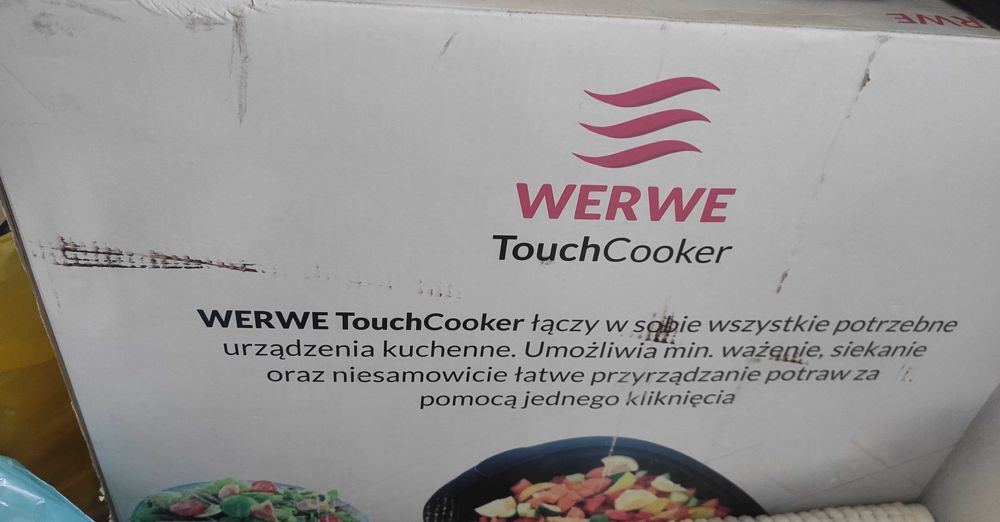 WERWE
WERWE
TouchCooker
WERWE TouchCooker łączy w sobie wszystkie potrzebne
urządzenia kuchenne. Umożliwia min. ważenie, siekanie
oraz niesamowicie łatwe przyrządzanie potraw za
pomocą jednego kliknięcia